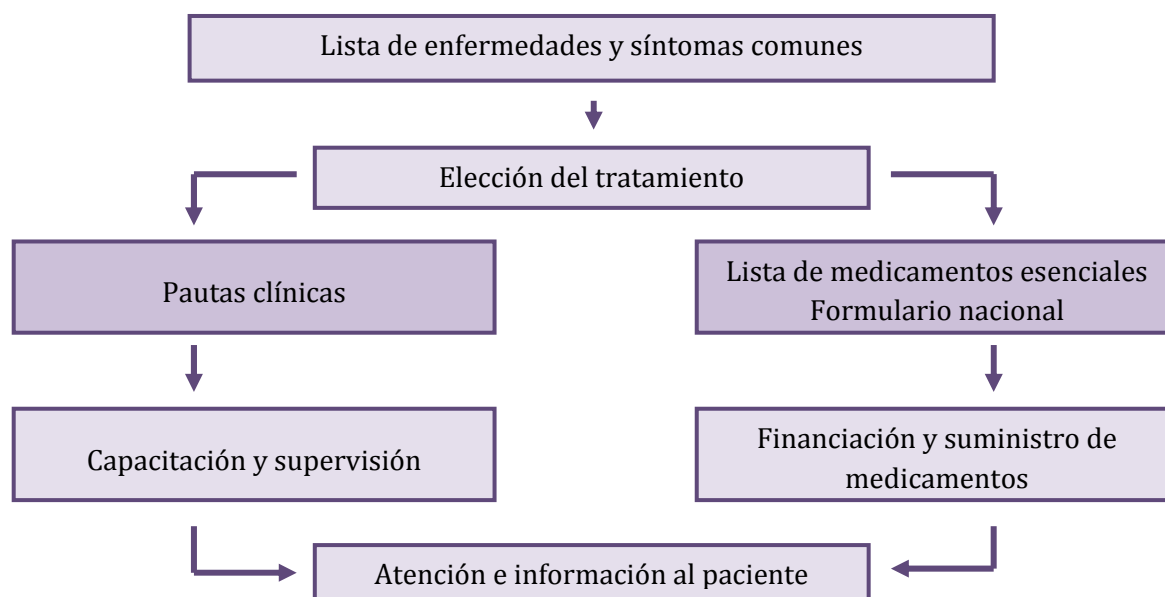 Lista de enfermedades y síntomas comunes
Elección del tratamiento
Pautas clínicas
Lista de medicamentos esenciales
Formulario nacional
Capacitación y supervisión
Financiación y suministro de
medicamentos
Atención e información al paciente